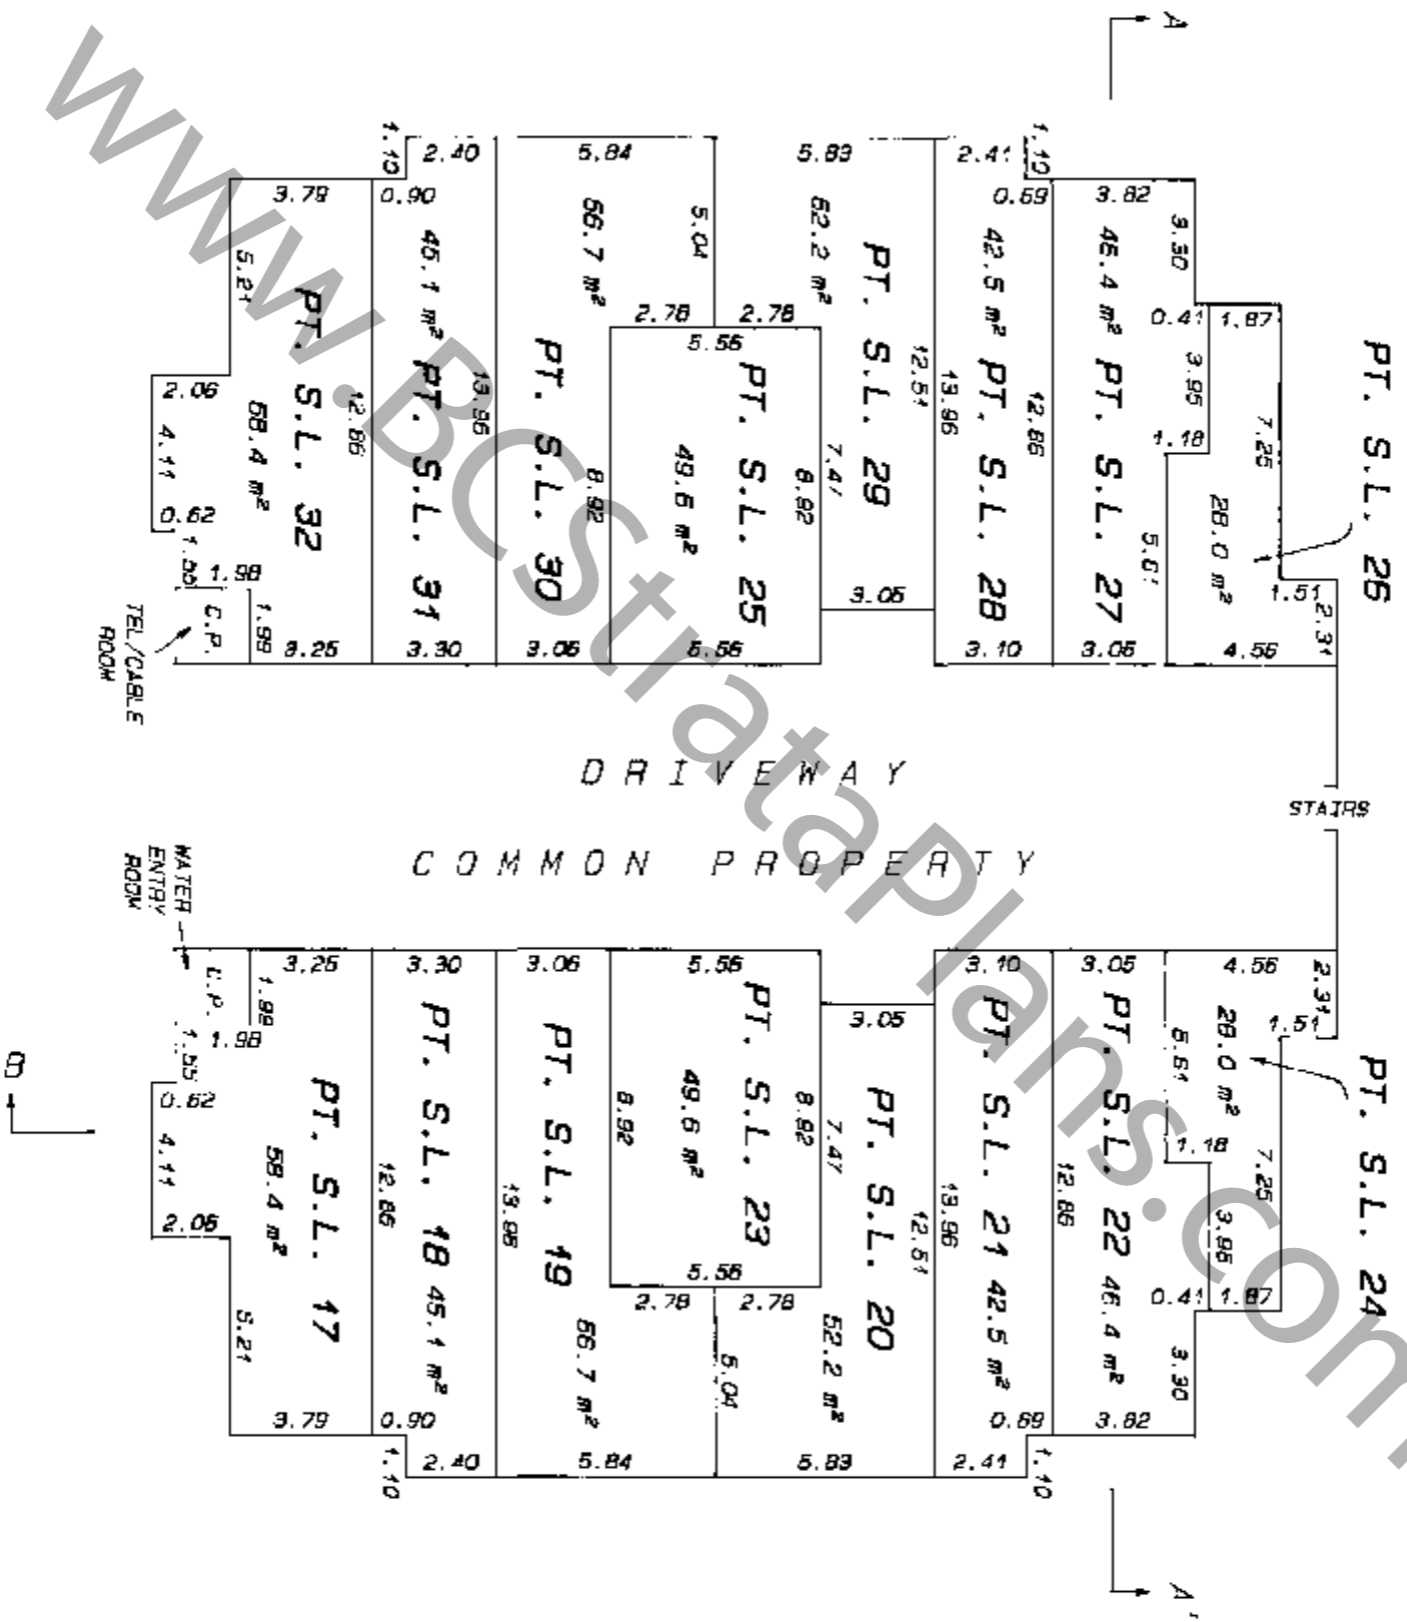 A
1.10
2.40
5.84
5.83
2.41
1.10
3.79
0.90
0.69
3.82
5.21
45.1 m²
56.7 m²
5.04
52.2 m²
42.5 m²
46.4 m²
3.30
PT. S.L. 32
PT. S.L. 31
PT. S.L. 30
PT. S.L. 25
PT. S.L. 29
PT. S.L. 28
PT. S.L. 27
PT. S.L. 26
2.78
2.78
5.56
0.41
1.87
3.95
7.25
2.06
4.11
58.4 m²
12.86
13.96
8.92
49.6 m²
8.92
7.41
12.51
13.96
12.86
1.18
28.0 m²
5.61
0.62
1.55
1.98
1.99
C.P.
3.05
1.51
2.31
3.25
3.30
3.06
5.56
3.10
3.05
4.56
TEL/CABLE
ROOM
DRIVEWAY
STAIRS
COMMON PROPERTY
WATER
ENTRY
ROOM
3.25
3.30
3.06
5.56
3.10
3.05
4.56
2.31
C.P.
1.99
1.98
1.55
3.05
28.0 m²
1.51
B
0.62
4.11
2.06
58.4 m²
PT. S.L. 17
12.86
PT. S.L. 18
45.1 m²
13.96
PT. S.L. 19
56.7 m²
8.92
49.6 m²
PT. S.L. 23
8.92
7.41
PT. S.L. 20
52.2 m²
12.51
13.96
PT. S.L. 21
42.5 m²
12.86
PT. S.L. 22
46.4 m²
5.61
1.18
3.95
7.25
PT. S.L. 24
5.56
2.78
2.78
0.41
1.87
5.21
5.04
3.30
3.79
0.90
0.69
3.82
1.10
2.40
5.84
5.83
2.41
1.10
A'
www.BCStrataPlans.com